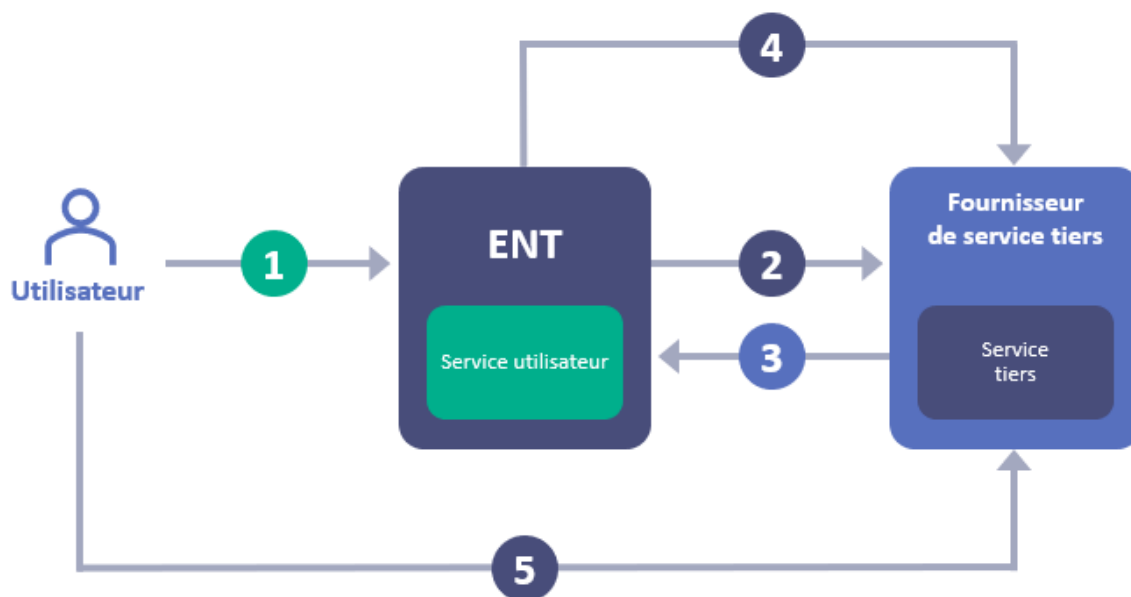 4
Fournisseur
de service tiers
ENT
1
2
Utilisateur
Service utilisateur
3
Service
tiers
5